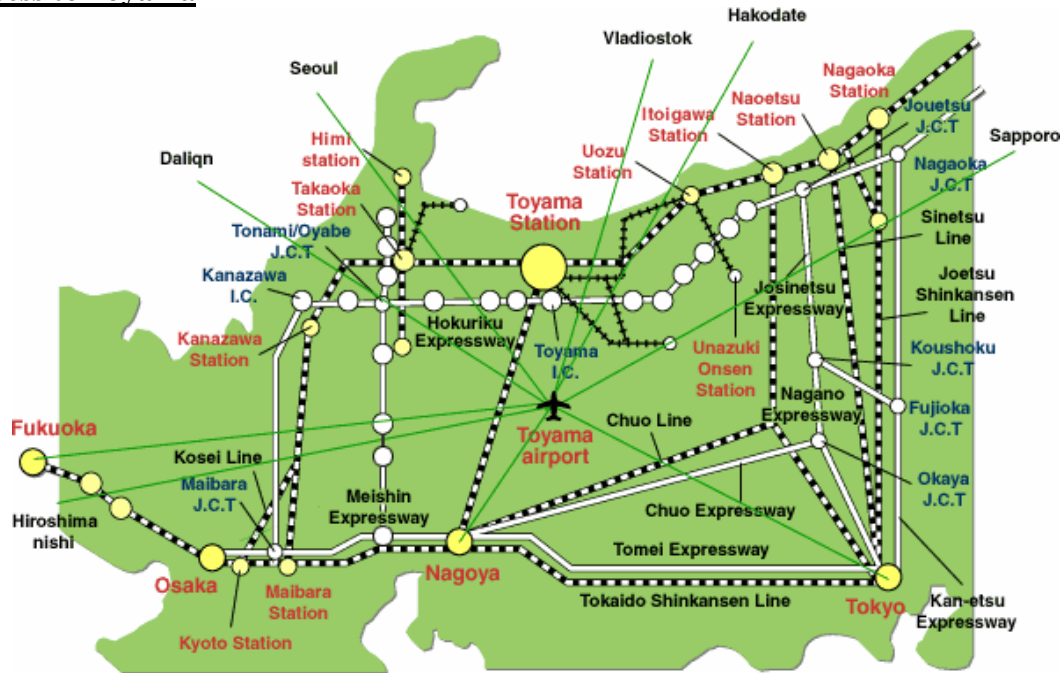 Hakodate
Vladiostok
Seoul
Nagaoka
Station
Naoetsu
Station
Itoigawa
Station
Jouetsu
J.C.T
Uozu
Station
Himi
station
Sapporo
Daliqn
Nagaoka
J.C.T
Takaoka
Station
Toyama
Station
Tonami/Oyabe
J.C.T
Sinetsu
Line
Kanazawa
I.C.
Joetsu
Shinkansen
Line
Josinetsu
Expressway
Hokuriku
Expressway
Kanazawa
Station
Toyama
I.C.
Unazuki
Onsen
Station
Koushoku
J.C.T
Nagano
Expressway
Fujioka
J.C.T
Chuo Line
Fukuoka
Toyama
airport
Kosei Line
Maibara
J.C.T
Okaya
J.C.T
Meishin
Expressway
Chuo Expressway
Hiroshima
nishi
Tomei Expressway
Osaka
Nagoya
Maibara
Station
Tokaido Shinkansen Line
Tokyo
Kan-etsu
Expressway
Kyoto Station